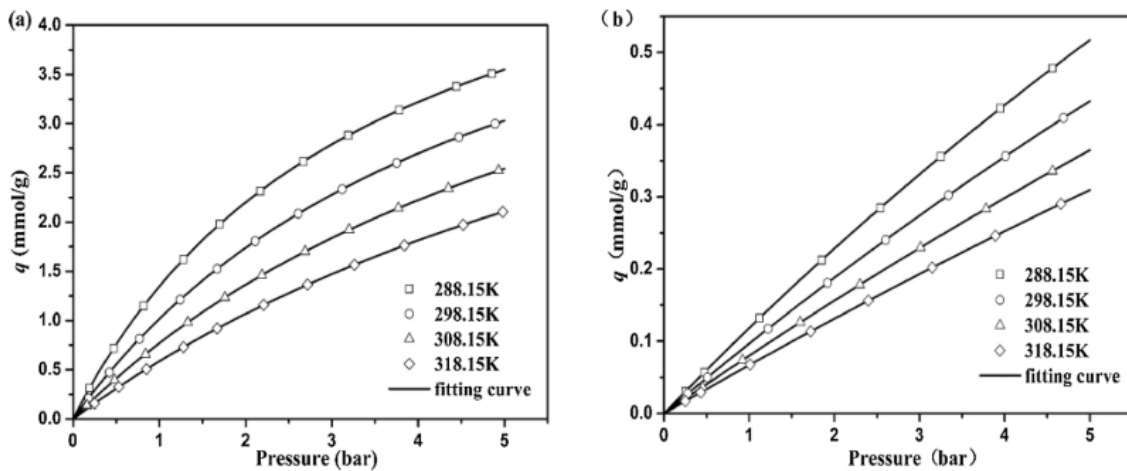 (a)
4.0
3.5
3.0
2.5
2.0
1.5
1.0
0.5
0.0
q (mmol/g)
288.15K
298.15K
308.15K
318.15K
fitting curve
0 1 2 3 4 5
Pressure (bar)
(b)
0.5
0.4
0.3
0.2
0.1
0.0
q (mmol/g)
288.15K
298.15K
308.15K
318.15K
fitting curve
0 1 2 3 4 5
Pressure (bar)